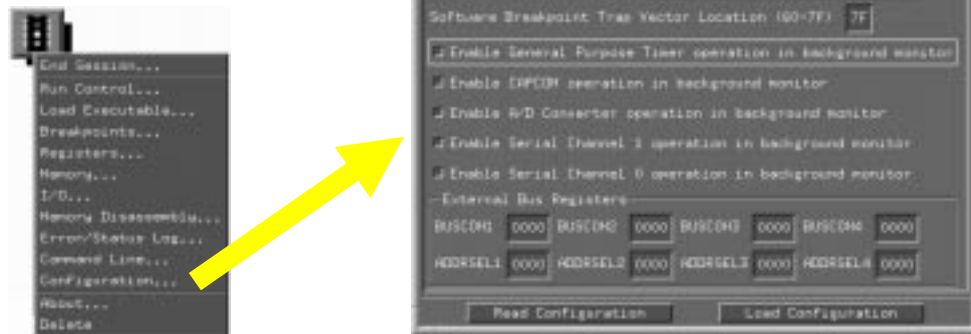 End Session...
Run Control...
Load Executable...
Breakpoints...
Registers...
Memory...
I/O...
Memory Disassembly...
Error/Status Log...
Command Line...
Configuration...
About...
Delete
Software Breakpoint Trap Vector Location (60-7F) 7F
Enable General Purpose Timer operation in background monitor
Enable CAPCOM operation in background monitor
Enable A/D Converter operation in background monitor
Enable Serial Channel 1 operation in background monitor
Enable Serial Channel 0 operation in background monitor
External Bus Registers
BUSCON1 0000 BUSCON2 0000 BUSCON3 0000 BUSCON4 0000
ADDRSEL1 0000 ADDRSEL2 0000 ADDRSEL3 0000 ADDRSEL4 0000
Read Configuration Load Configuration